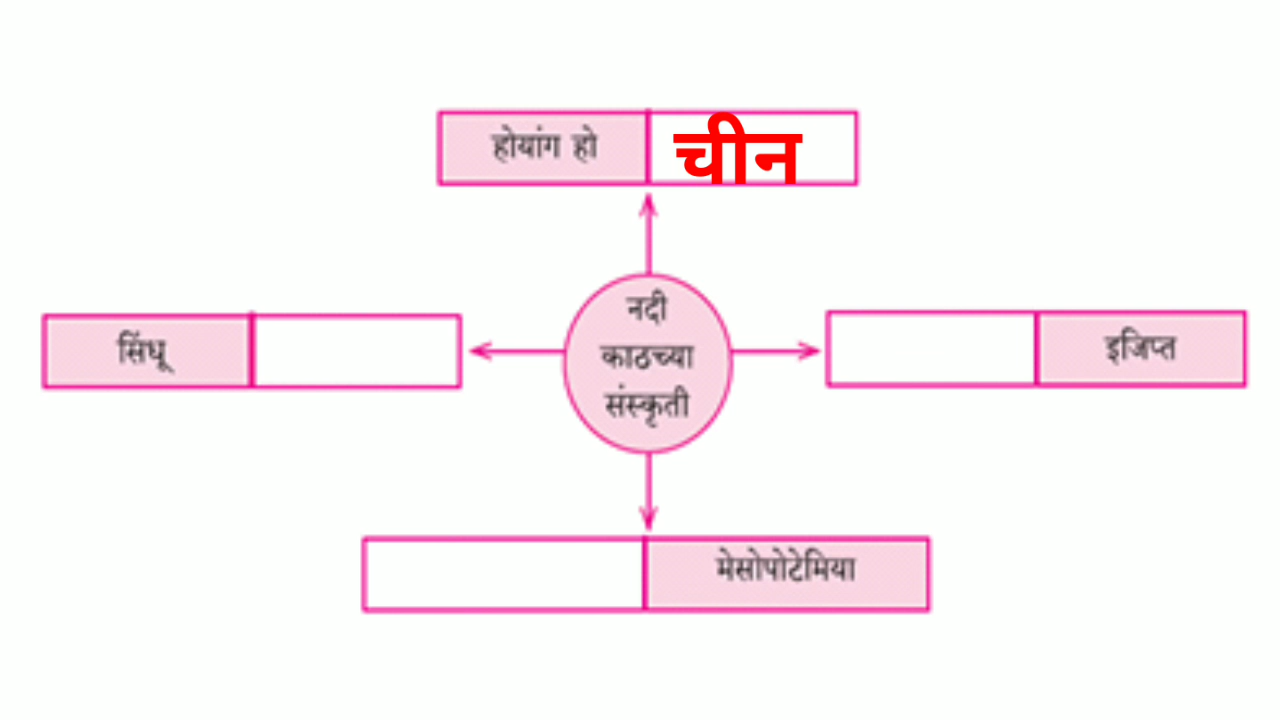 होयांग हो चीन
नदी
काठच्या
संस्कृती
सिंधू
इजिप्त
मेसोपोटेमिया